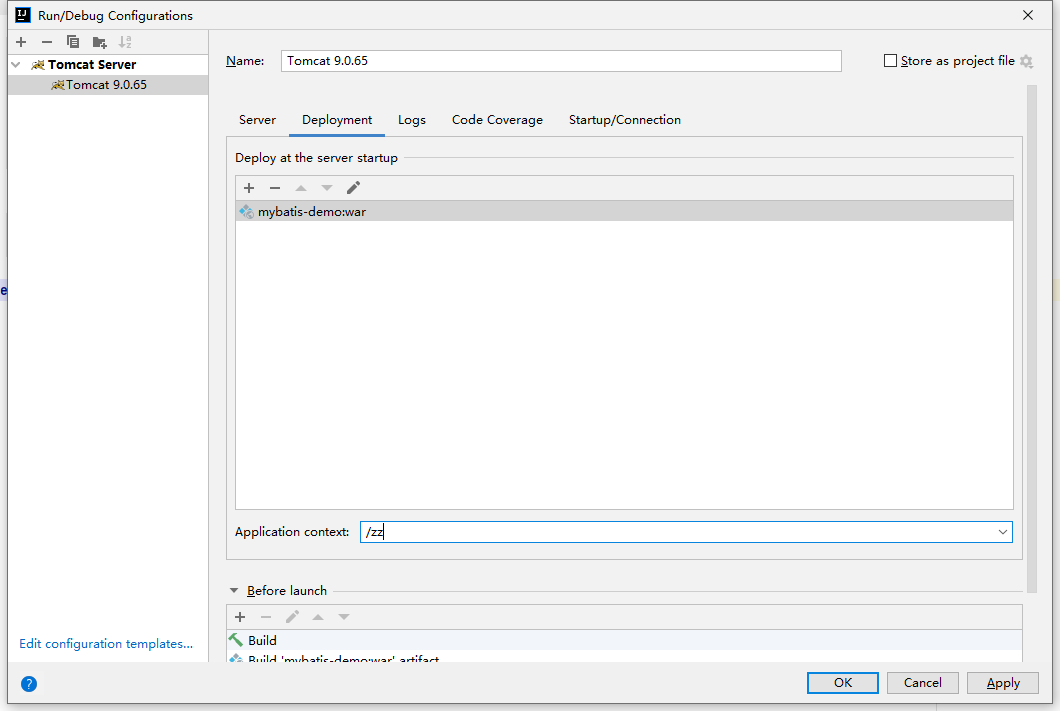 Run/Debug Configurations
Tomcat Server
Tomcat 9.0.65
Name: Tomcat 9.0.65 Store as project file
Server Deployment Logs Code Coverage Startup/Connection
Deploy at the server startup
mybatis-demo:war
Application context: /zz
Before launch
Build
Build 'mybatis-demo:war' artifact
Edit configuration templates...
? OK Cancel Apply